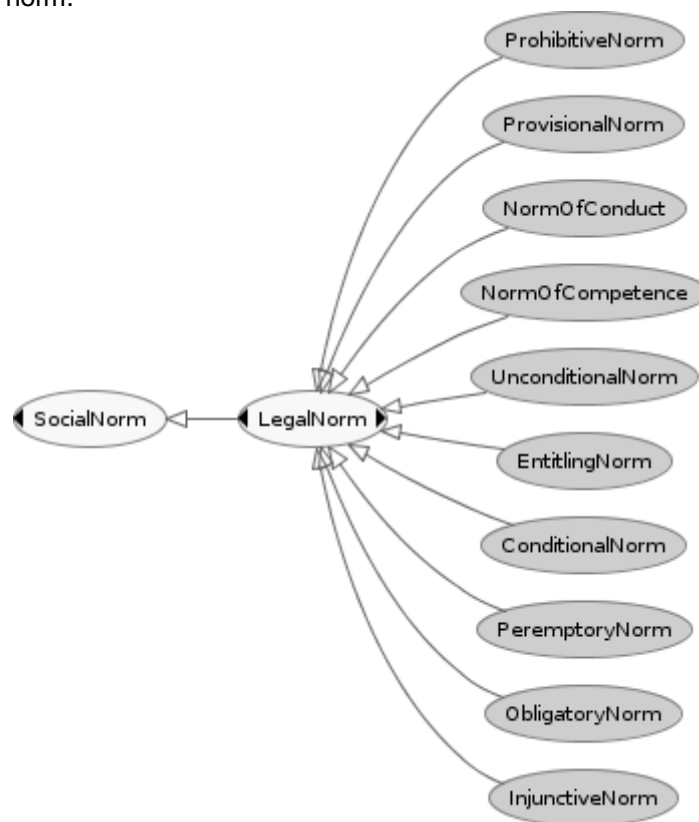 norm.
ProhibitiveNorm
ProvisionalNorm
NormOfConduct
NormOfCompetence
UnconditionalNorm
SocialNorm
LegalNorm
EntitlingNorm
ConditionalNorm
PeremptoryNorm
ObligatoryNorm
InjunctiveNorm